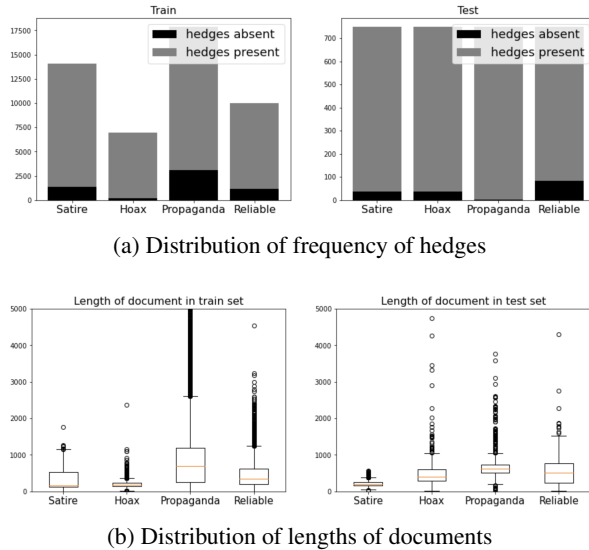 Train
Test
hedges absent
hedges present
hedges absent
hedges present
17500
15000
12500
10000
7500
5000
2500
0
700
600
500
400
300
200
100
0
Satire Hoax Propaganda Reliable
Satire Hoax Propaganda Reliable
(a) Distribution of frequency of hedges
Length of document in train set
Length of document in test set
5000
4000
3000
2000
1000
0
5000
4000
3000
2000
1000
0
Satire Hoax Propaganda Reliable
Satire Hoax Propaganda Reliable
(b) Distribution of lengths of documents